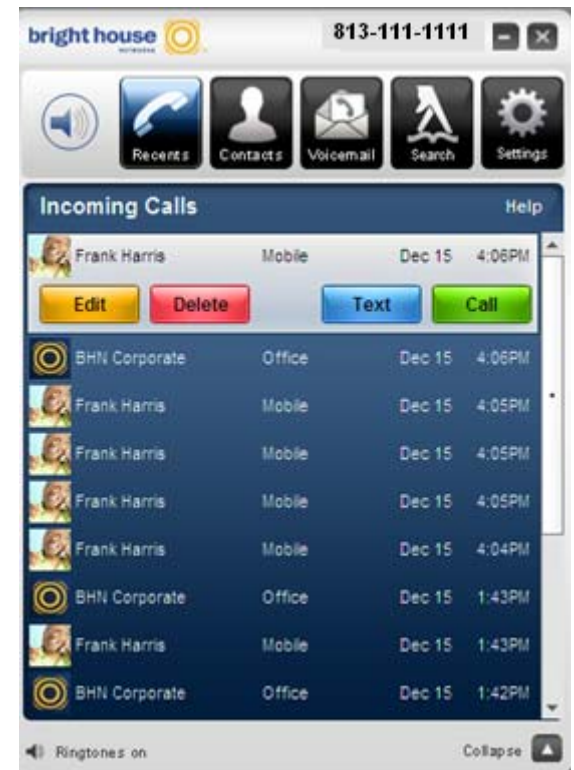 bright house 813-111-1111
NETWORKS
Recents Contacts Voicemail Search Settings
Incoming Calls Help
Frank Harris Mobile Dec 15 4:06PM
Edit Delete Text Call
BHN Corporate Office Dec 15 4:06PM
Frank Harris Mobile Dec 15 4:05PM
Frank Harris Mobile Dec 15 4:05PM
Frank Harris Mobile Dec 15 4:05PM
Frank Harris Mobile Dec 15 4:04PM
BHN Corporate Office Dec 15 1:43PM
Frank Harris Mobile Dec 15 1:43PM
BHN Corporate Office Dec 15 1:42PM
Ringtones on Collapse